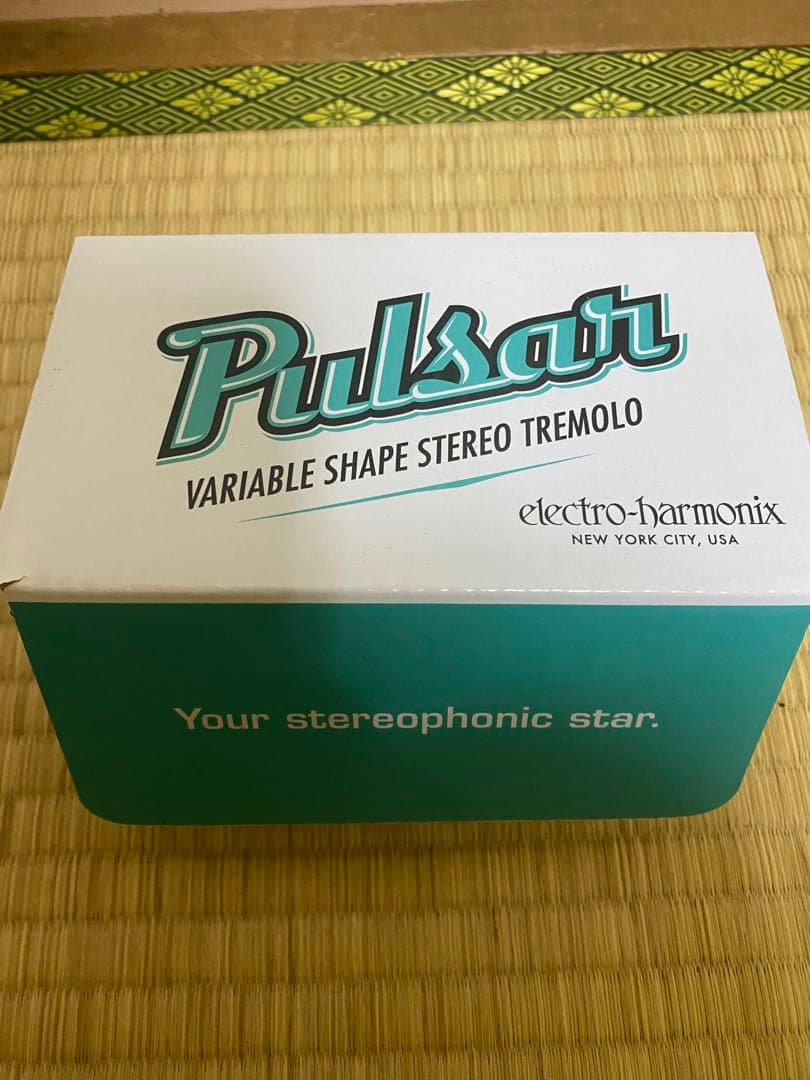 Pulsar
VARIABLE SHAPE STEREO TREMOLO
electro-harmonix
NEW YORK CITY, USA
Your stereophonic star.